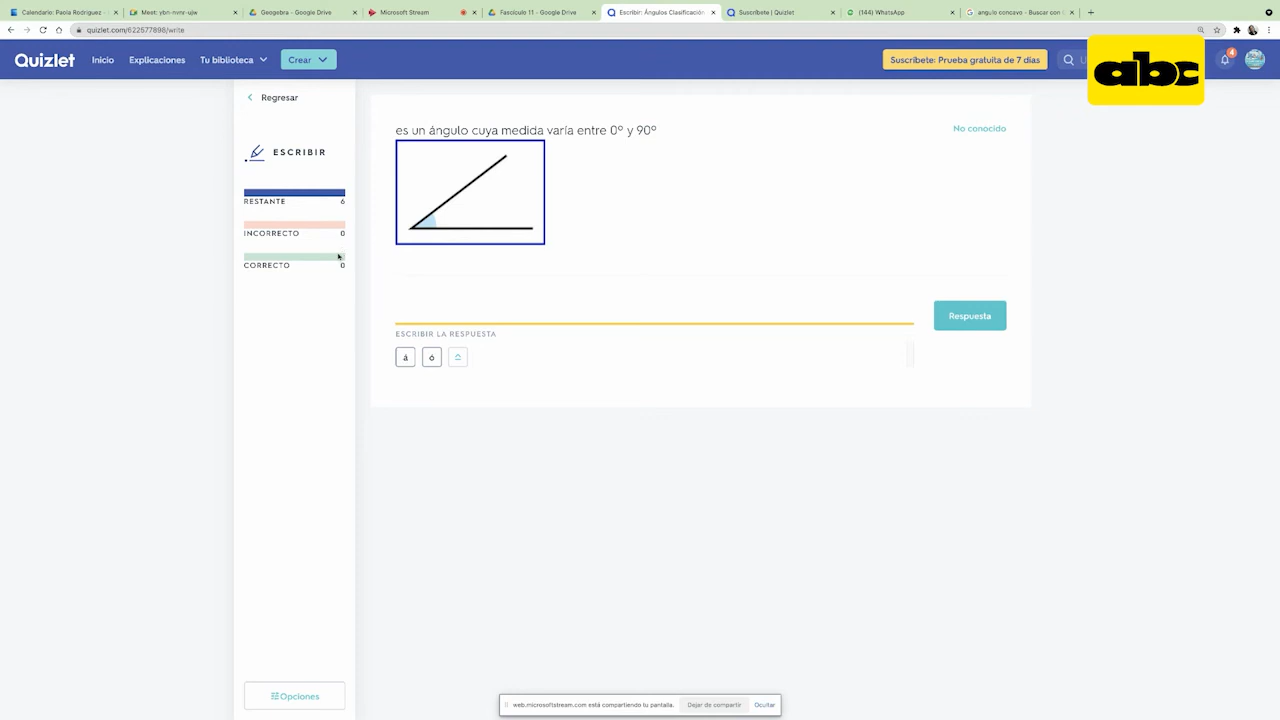 Calendario: Paola Rodríguez -
Meet: ybn-nvnr-ujw
Geogebra - Google Drive
Microsoft Stream
Fascículo 11 - Google Drive
Escribir: Ángulos Clasificación
Suscríbete | Quizlet
(144) WhatsApp
angulo concavo - Buscar con
quizlet.com/622577898/write
Quizlet
Inicio
Explicaciones
Tu biblioteca
Crear
Suscríbete: Prueba gratuita de 7 días
4
abc
Regresar
ESCRIBIR
RESTANTE 6
INCORRECTO 0
CORRECTO 0
es un ángulo cuya medida varía entre 0º y 90º
No conocido
Respuesta
ESCRIBIR LA RESPUESTA
á ó
Opciones
web.microsoftstream.com está compartiendo tu pantalla.
Dejar de compartir
Ocultar